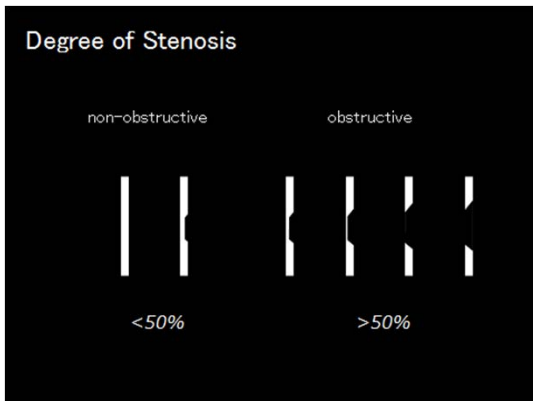 Degree of Stenosis
non-obstructive
obstructive
<50%
>50%